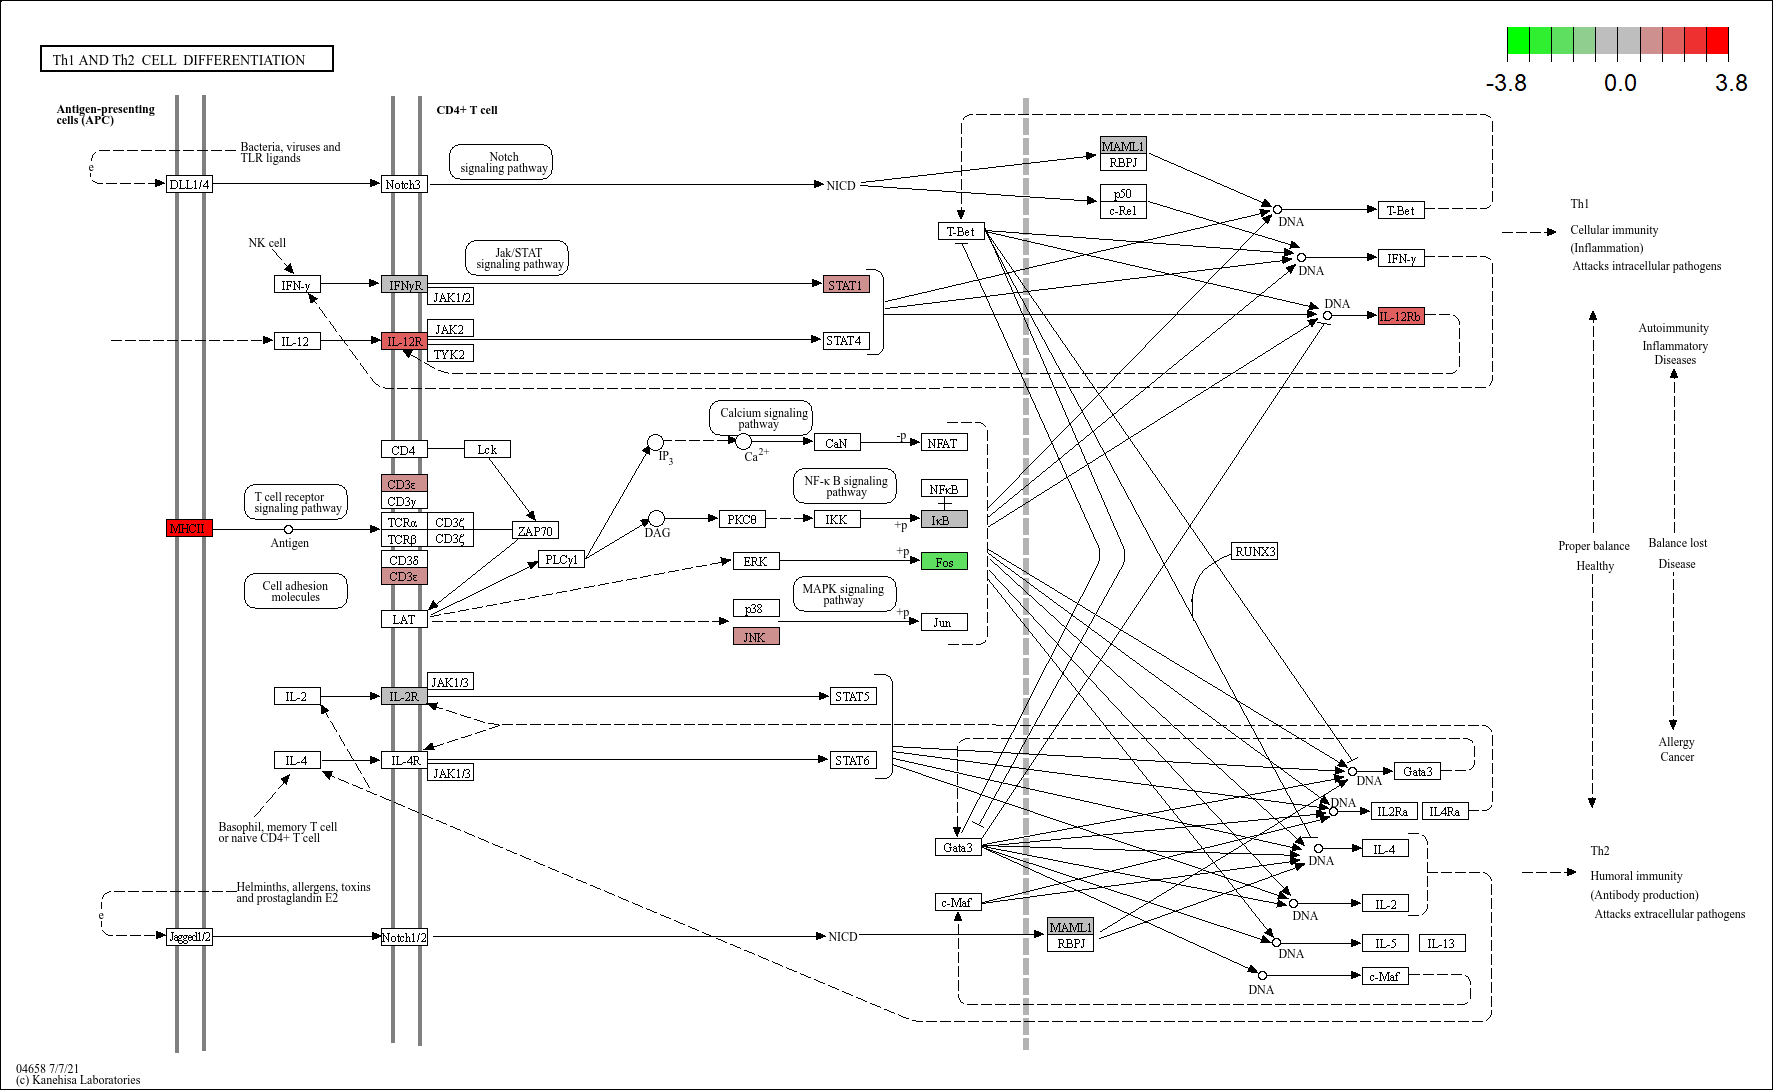 Th1 AND Th2 CELL DIFFERENTIATION
-3.8
0.0
3.8
Antigen-presenting
cells (APC)
CD4+ T cell
Bacteria, viruses and
TLR ligands
e
DLL1/4
Notch3
Notch
signaling pathway
NICD
MAML1
RBPJ
p50
c-Rel
DNA
T-Bet
T-Bet
DNA
IFN-γ
NK cell
IFN-γ
IFNγR
JAK1/2
Jak/STAT
signaling pathway
STAT1
DNA
IL-12Rb
IL-12
IL-12R
JAK2
TYK2
STAT4
Th1
Cellular immunity
(Inflammation)
Attacks intracellular pathogens
Autoimmunity
Inflammatory
Diseases
CD4
Lck
IP3
Calcium signaling
pathway
Ca2+
CaN
-p
NFAT
CD3ε
CD3γ
T cell receptor
signaling pathway
NF-κ B signaling
pathway
NFκB
MHCII
Antigen
TCRα
CD3ζ
TCRβ
CD3ζ
ZAP70
DAG
PKCθ
IKK
+p
IκB
CD3δ
CD3ε
PLCγ1
ERK
+p
Fos
RUNX3
Cell adhesion
molecules
LAT
p38
JNK
MAPK signaling
pathway
+p
Jun
Proper balance
Healthy
Balance lost
Disease
IL-2
IL-2R
JAK1/3
STAT5
IL-4
IL-4R
JAK1/3
STAT6
DNA
Gata3
DNA
IL2Ra
IL4Ra
Allergy
Cancer
Basophil, memory T cell
or naive CD4+ T cell
Gata3
DNA
IL-4
c-Maf
DNA
IL-2
Th2
Humoral immunity
(Antibody production)
Attacks extracellular pathogens
Helminths, allergens, toxins
and prostaglandin E2
e
Jagged1/2
Notch1/2
NICD
MAML1
RBPJ
DNA
IL-5
IL-13
DNA
c-Maf
04658 7/7/21
(c) Kanehisa Laboratories